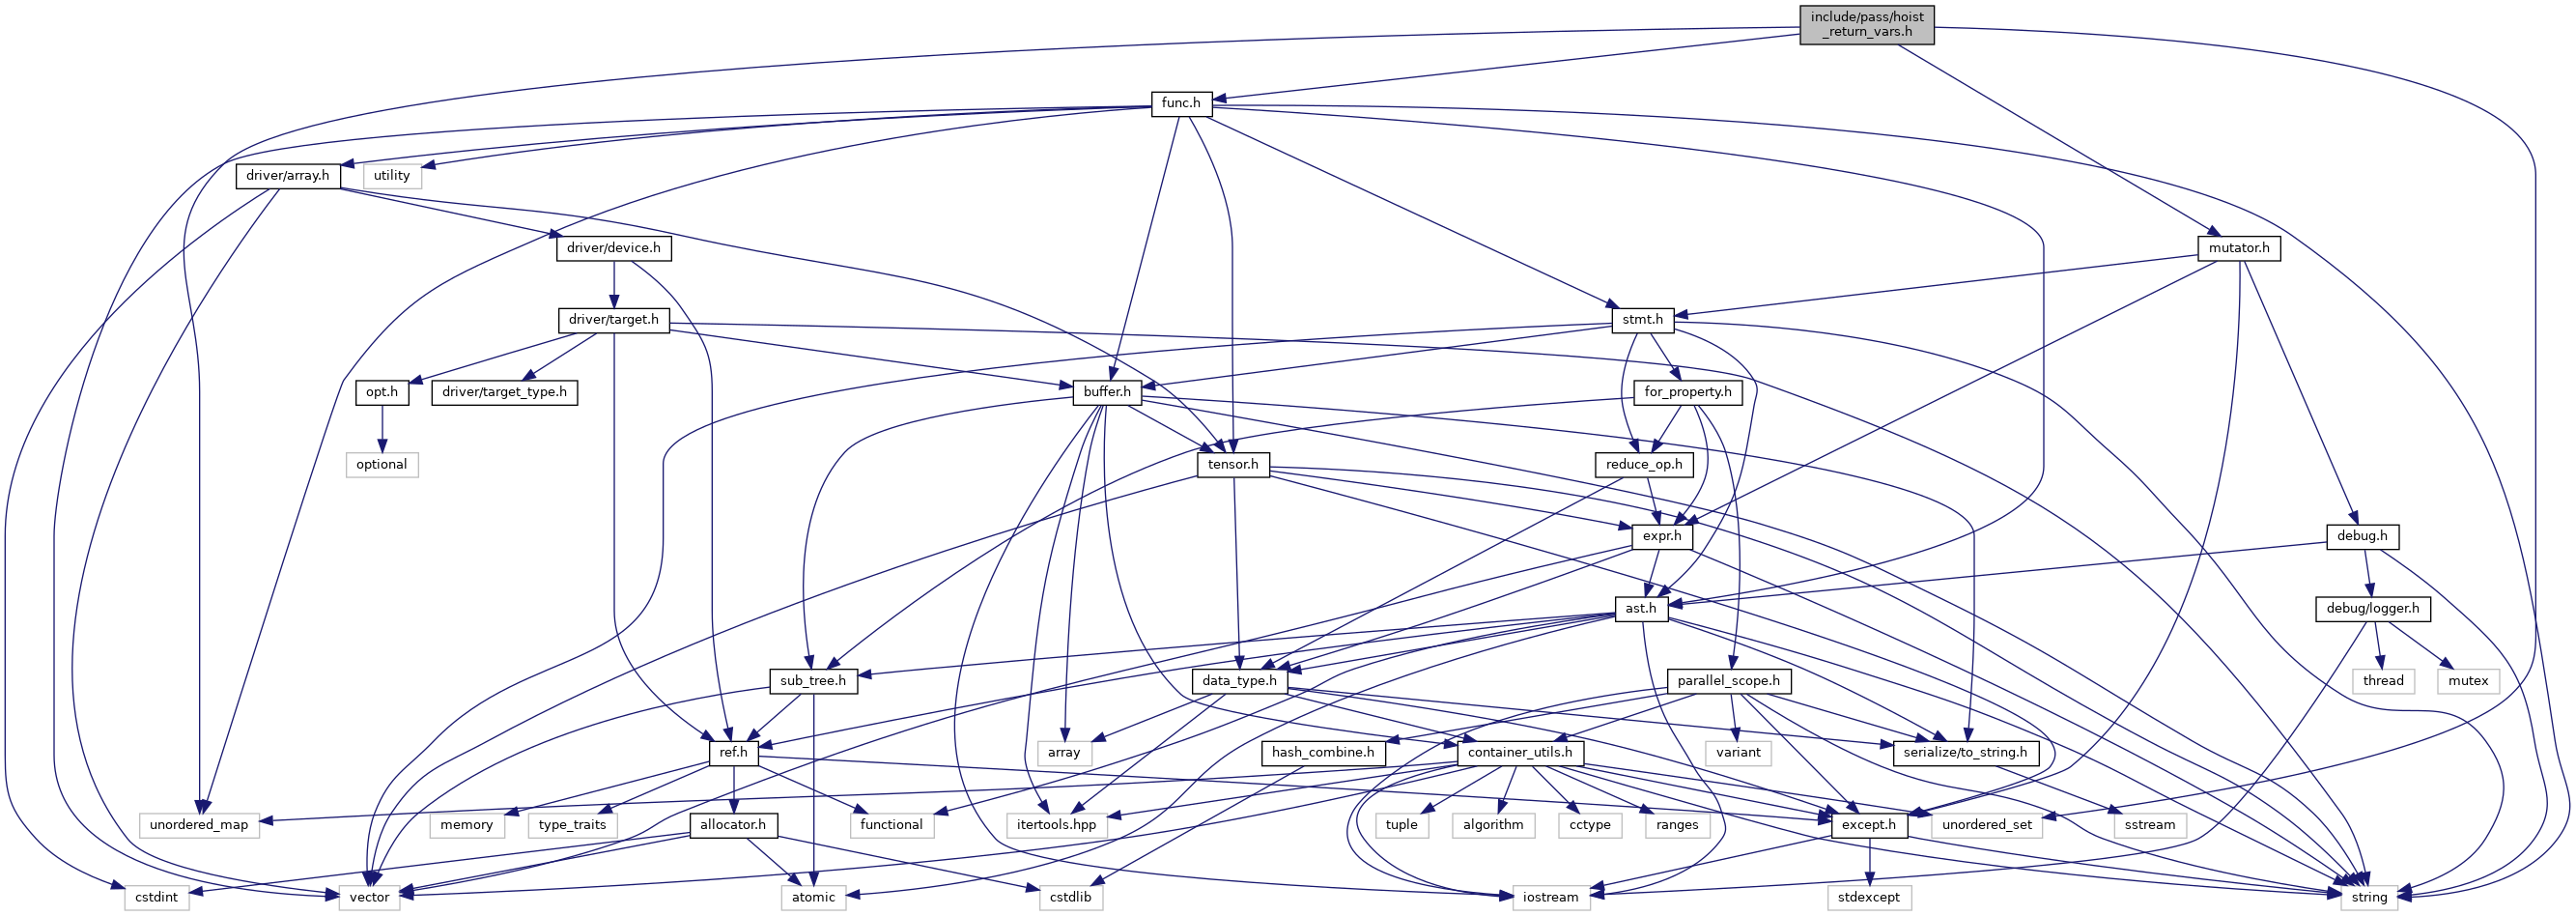 include/pass/hoist
_return_vars.h
func.h
driver/array.h
utility
driver/device.h
mutator.h
driver/target.h
stmt.h
opt.h
driver/target_type.h
buffer.h
for_property.h
optional
tensor.h
reduce_op.h
expr.h
debug.h
ast.h
debug/logger.h
sub_tree.h
data_type.h
parallel_scope.h
thread
mutex
ref.h
array
hash_combine.h
container_utils.h
variant
serialize/to_string.h
unordered_map
memory
type_traits
allocator.h
functional
itertools.hpp
tuple
algorithm
cctype
ranges
except.h
unordered_set
sstream
cstdint
vector
atomic
cstdlib
iostream
stdexcept
string